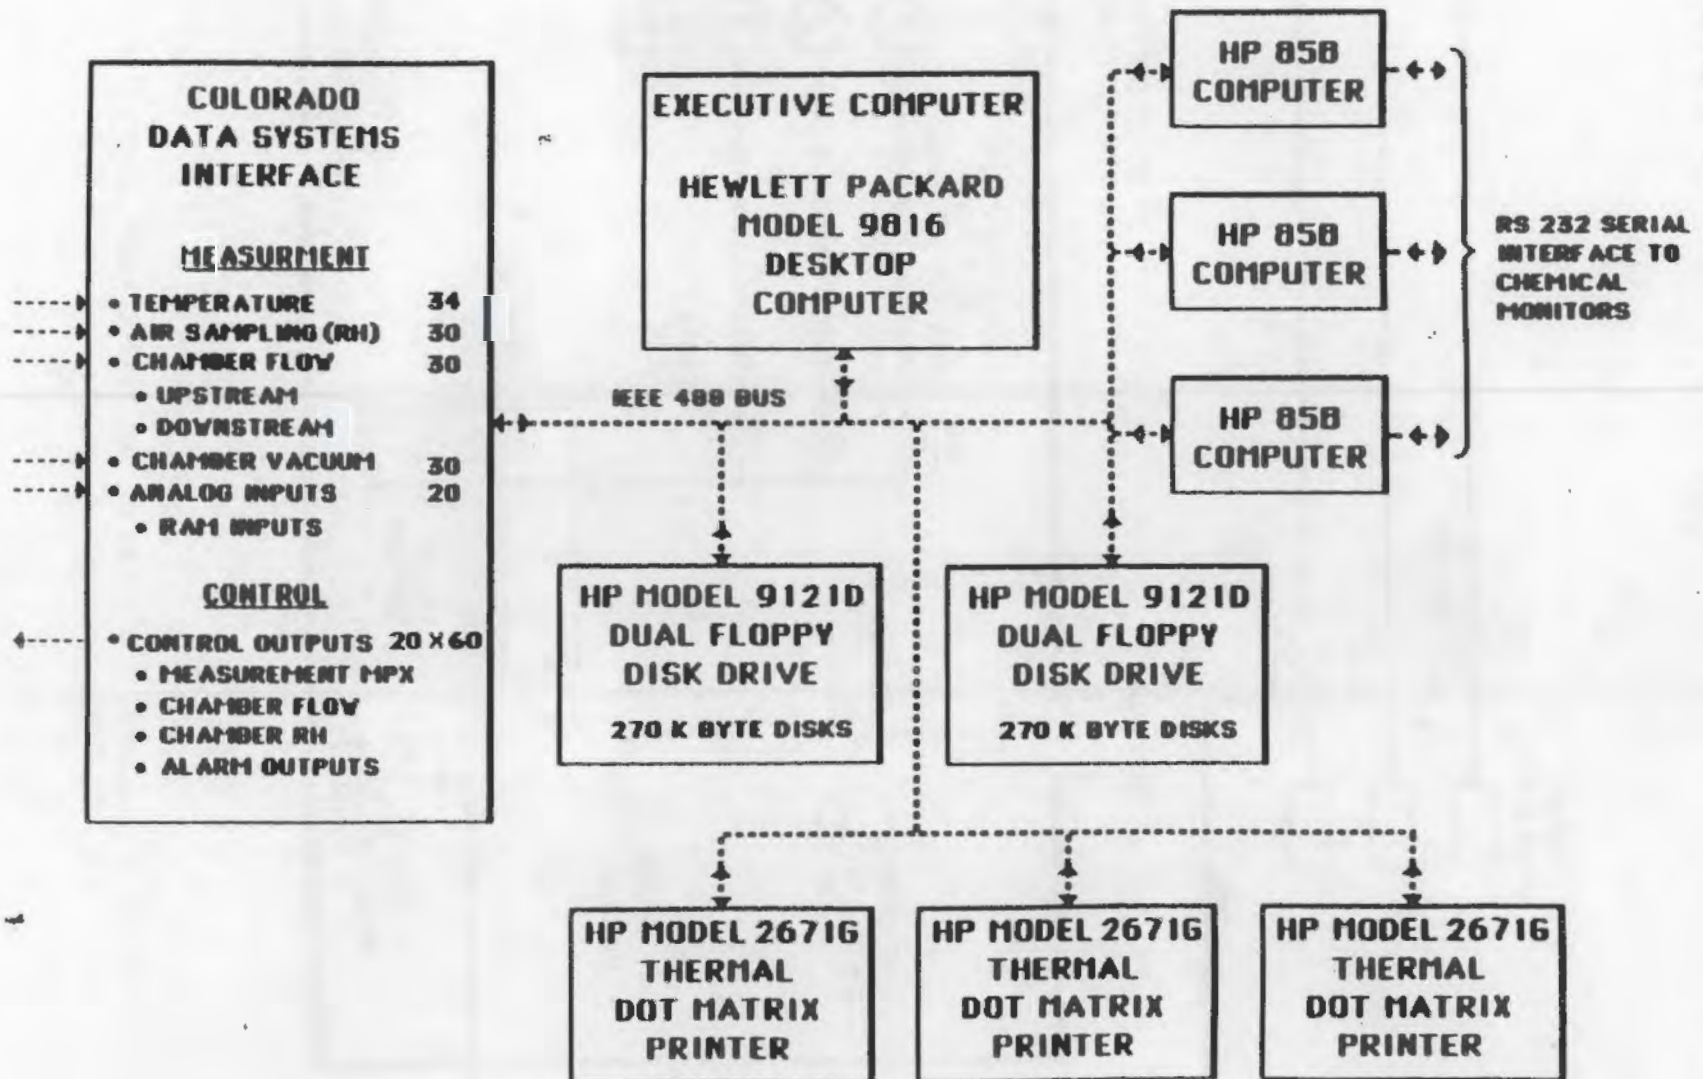 COLORADO
DATA SYSTEMS
INTERFACE
MEASURMENT
• TEMPERATURE 34
• AIR SAMPLING (RH) 30
• CHAMBER FLOW 30
• UPSTREAM
• DOWNSTREAM
• CHAMBER VACUUM 30
• ANALOG INPUTS 20
• RAM INPUTS
CONTROL
• CONTROL OUTPUTS 20 X 60
• MEASUREMENT MPX
• CHAMBER FLOW
• CHAMBER RH
• ALARM OUTPUTS
EXECUTIVE COMPUTER
HEWLETT PACKARD
MODEL 9816
DESKTOP
COMPUTER
IEEE 488 BUS
HP 85B
COMPUTER
HP 85B
COMPUTER
HP 85B
COMPUTER
RS 232 SERIAL
INTERFACE TO
CHEMICAL
MONITORS
HP MODEL 9121D
DUAL FLOPPY
DISK DRIVE
270 K BYTE DISKS
HP MODEL 9121D
DUAL FLOPPY
DISK DRIVE
270 K BYTE DISKS
HP MODEL 2671G
THERMAL
DOT MATRIX
PRINTER
HP MODEL 2671G
THERMAL
DOT MATRIX
PRINTER
HP MODEL 2671G
THERMAL
DOT MATRIX
PRINTER